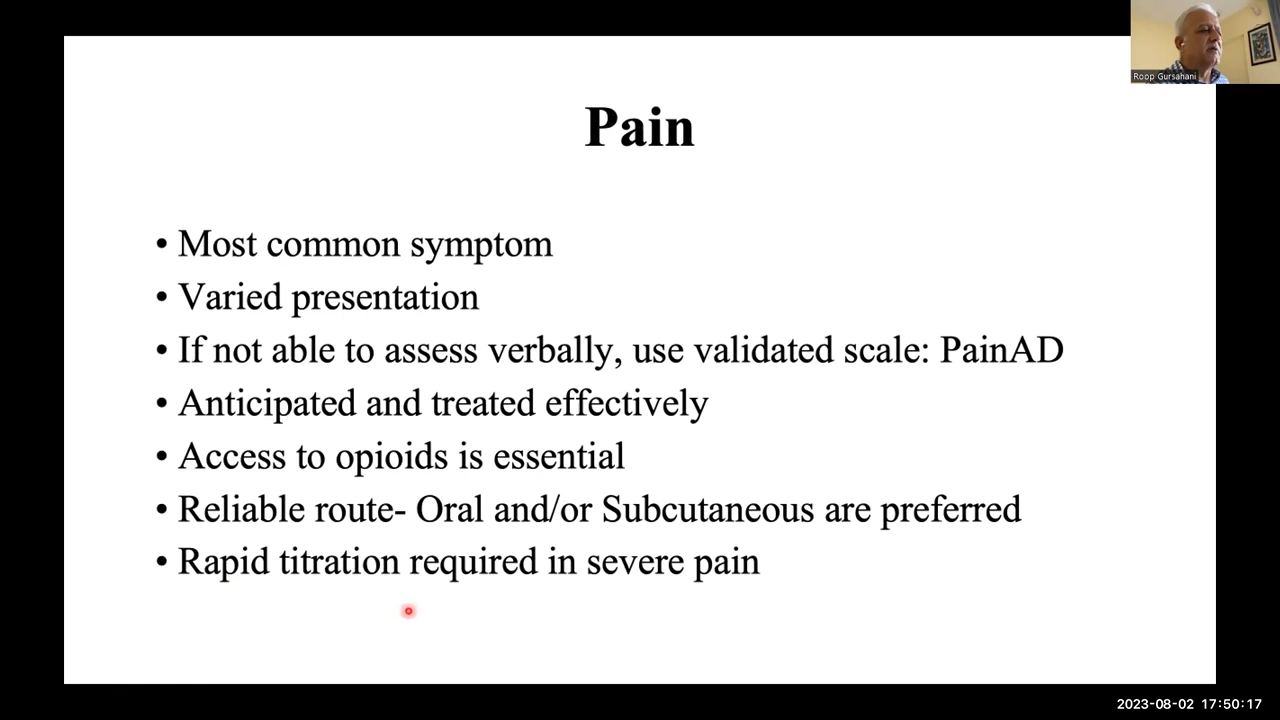 Roop Gursahani
Pain
• Most common symptom
• Varied presentation
• If not able to assess verbally, use validated scale: PainAD
• Anticipated and treated effectively
• Access to opioids is essential
• Reliable route- Oral and/or Subcutaneous are preferred
• Rapid titration required in severe pain
2023-08-02 17:50:17